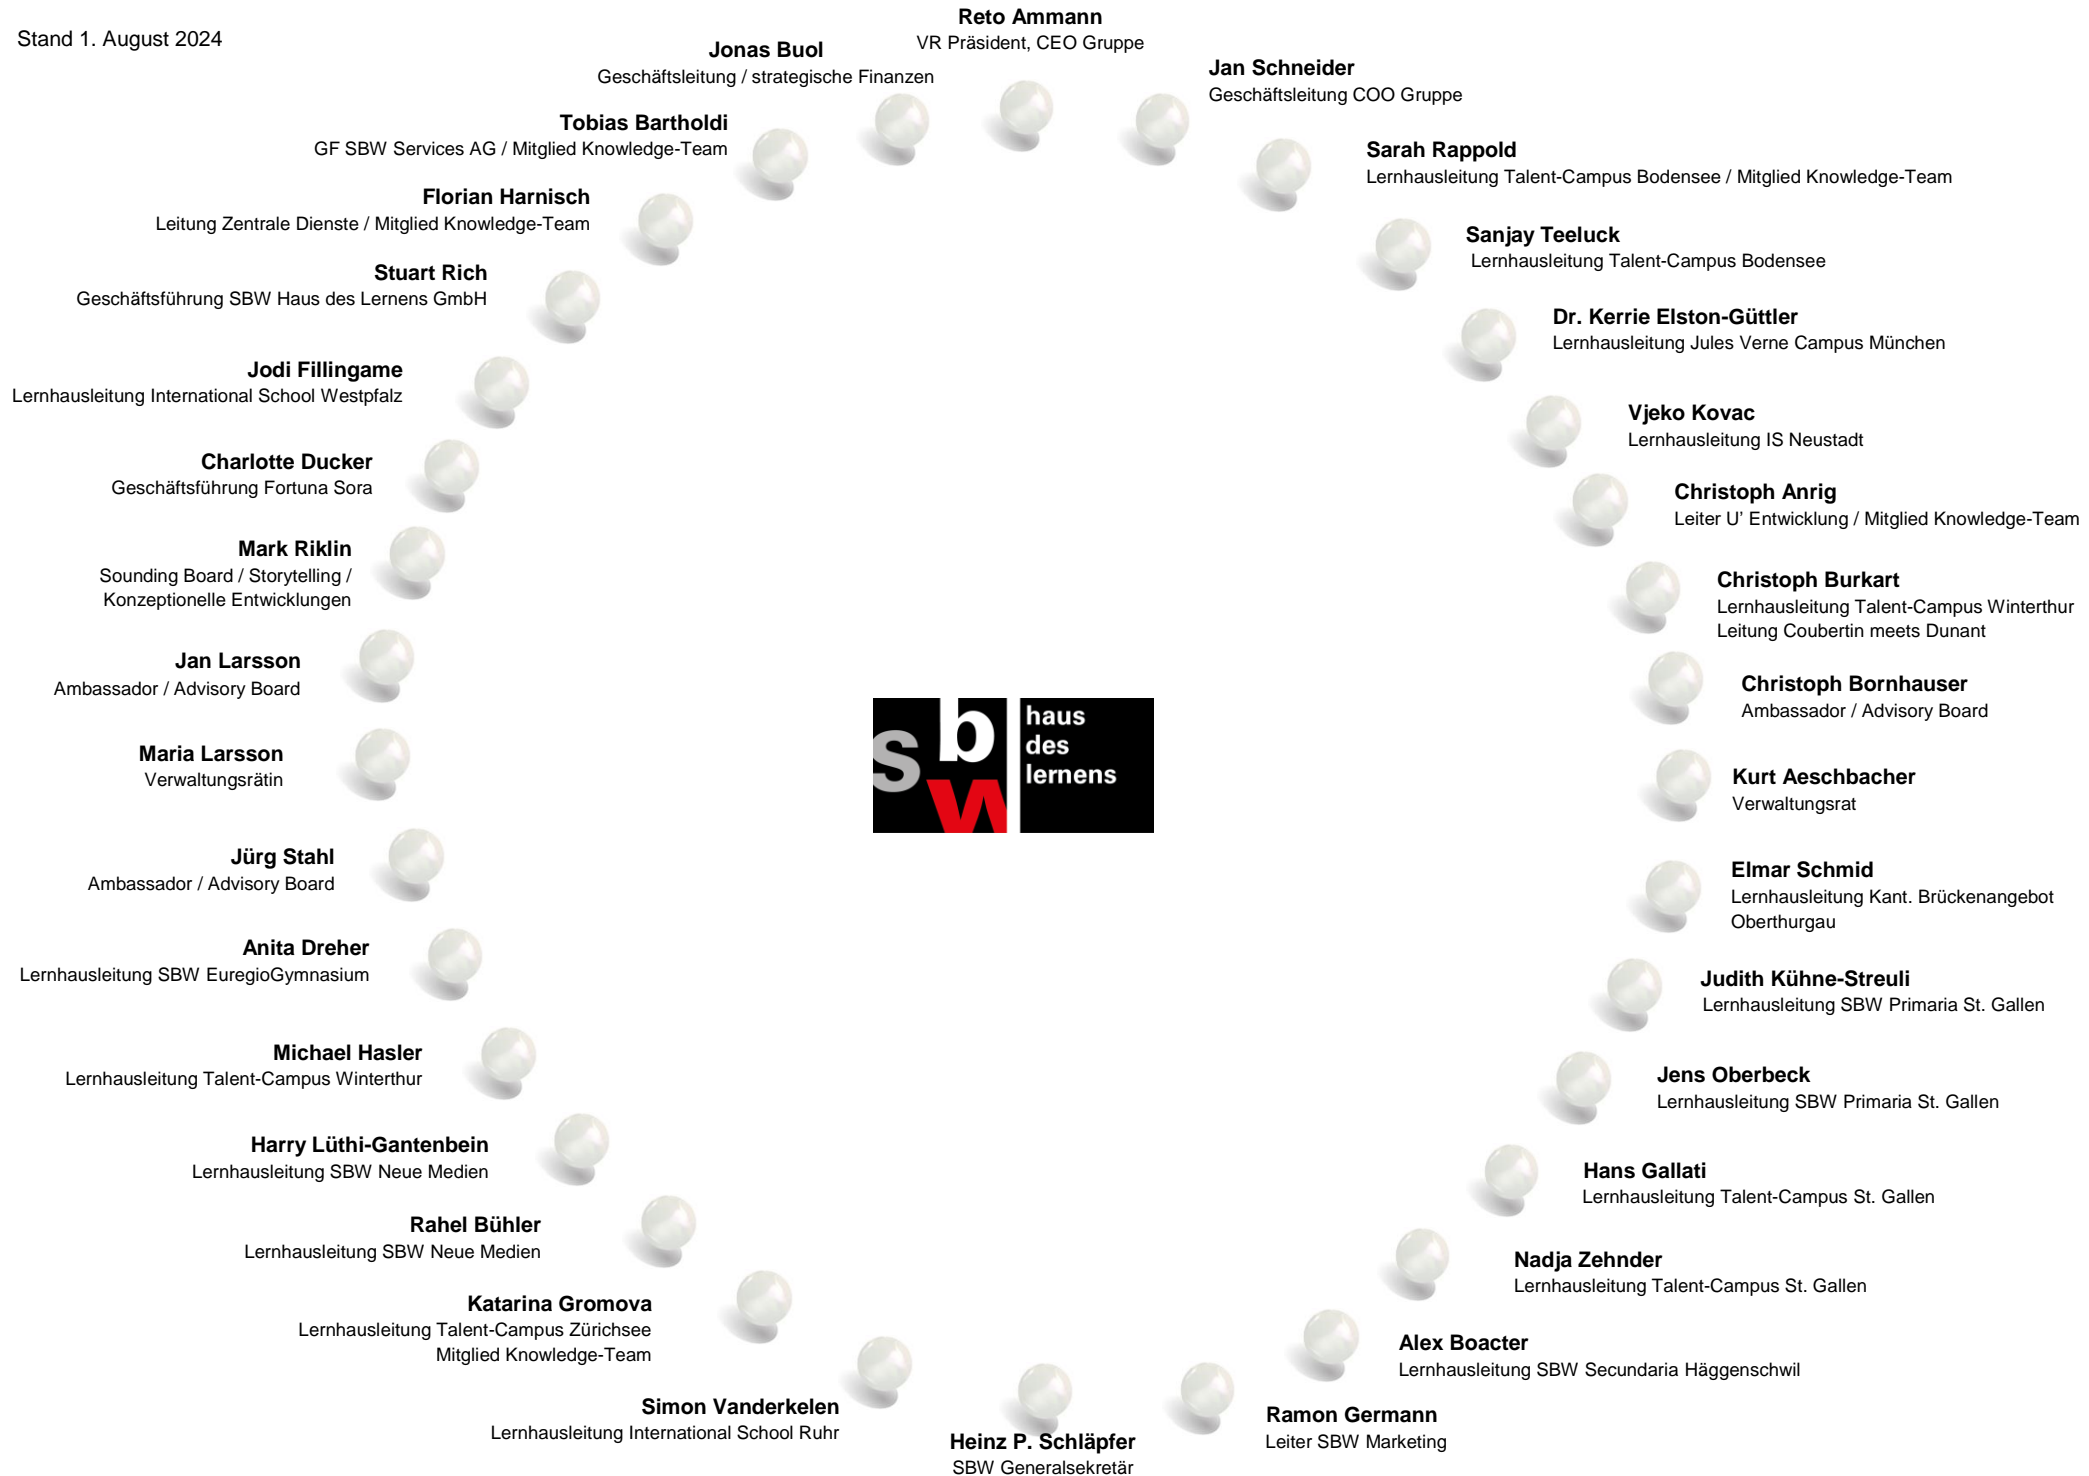 Stand 1. August 2024
Reto Ammann
VR Präsident, CEO Gruppe
Jan Schneider
Geschäftsleitung COO Gruppe
Sarah Rappold
Lernhausleitung Talent-Campus Bodensee / Mitglied Knowledge-Team
Sanjay Teeluck
Lernhausleitung Talent-Campus Bodensee
Dr. Kerrie Elston-Güttler
Lernhausleitung Jules Verne Campus München
Vjeko Kovac
Lernhausleitung IS Neustadt
Christoph Anrig
Leiter U' Entwicklung / Mitglied Knowledge-Team
Christoph Burkart
Lernhausleitung Talent-Campus Winterthur
Leitung Coubertin meets Dunant
Christoph Bornhauser
Ambassador / Advisory Board
Kurt Aeschbacher
Verwaltungsrat
Elmar Schmid
Lernhausleitung Kant. Brückenangebot
Oberthurgau
Judith Kühne-Streuli
Lernhausleitung SBW Primaria St. Gallen
Jens Oberbeck
Lernhausleitung SBW Primaria St. Gallen
Hans Gallati
Lernhausleitung Talent-Campus St. Gallen
Nadja Zehnder
Lernhausleitung Talent-Campus St. Gallen
Alex Boacter
Lernhausleitung SBW Secundaria Häggenschwil
Ramon Germann
Leiter SBW Marketing
Heinz P. Schläpfer
SBW Generalsekretär
Simon Vanderkelen
Lernhausleitung International School Ruhr
Katarina Gromova
Lernhausleitung Talent-Campus Zürichsee
Mitglied Knowledge-Team
Rahel Bühler
Lernhausleitung SBW Neue Medien
Harry Lüthi-Gantenbein
Lernhausleitung SBW Neue Medien
Michael Hasler
Lernhausleitung Talent-Campus Winterthur
Anita Dreher
Lernhausleitung SBW EuregioGymnasium
Jürg Stahl
Ambassador / Advisory Board
Maria Larsson
Verwaltungsrätin
Jan Larsson
Ambassador / Advisory Board
Mark Riklin
Sounding Board / Storytelling /
Konzeptionelle Entwicklungen
Charlotte Ducker
Geschäftsführung Fortuna Sora
Jodi Fillingame
Lernhausleitung International School Westpfalz
Stuart Rich
Geschäftsführung SBW Haus des Lernens GmbH
Florian Harnisch
Leitung Zentrale Dienste / Mitglied Knowledge-Team
Tobias Bartholdi
GF SBW Services AG / Mitglied Knowledge-Team
Jonas Buol
Geschäftsleitung / strategische Finanzen
sbw
haus
des
lernens